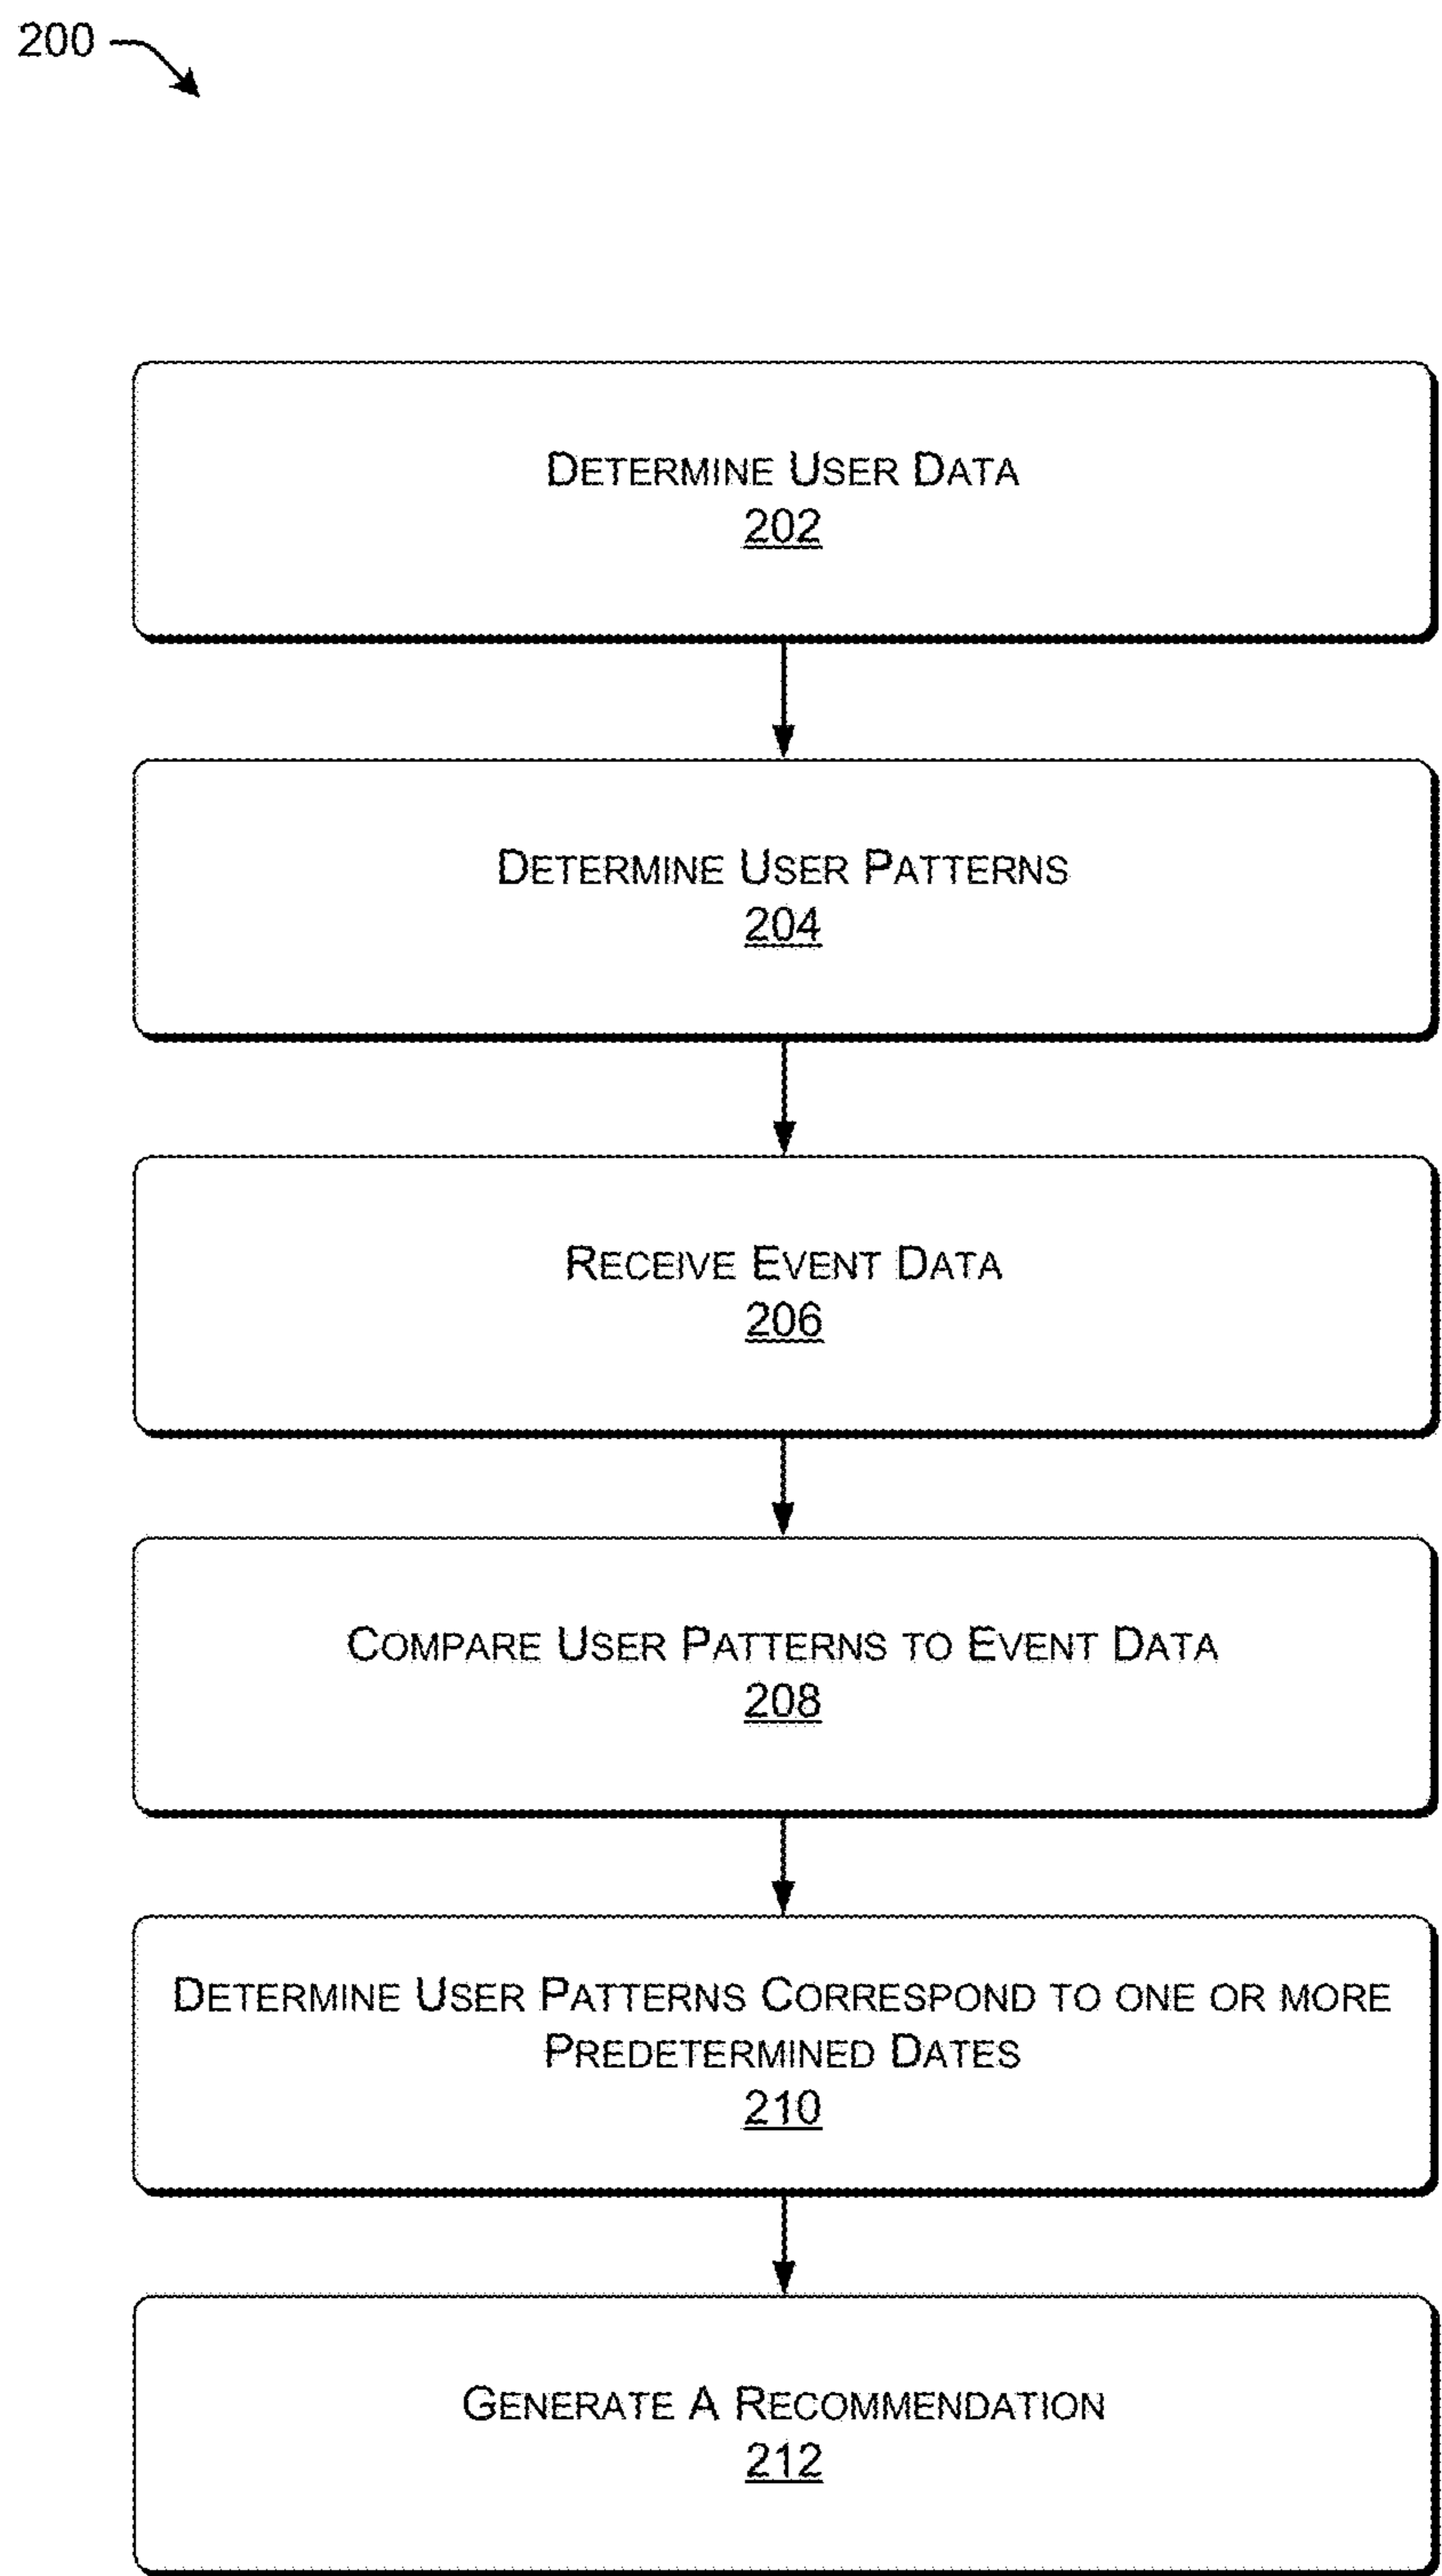 200
DETERMINE USER DATA
202
DETERMINE USER PATTERNS
204
RECEIVE EVENT DATA
206
COMPARE USER PATTERNS TO EVENT DATA
208
DETERMINE USER PATTERNS CORRESPOND TO ONE OR MORE
PREDETERMINED DATES
210
GENERATE A RECOMMENDATION
212